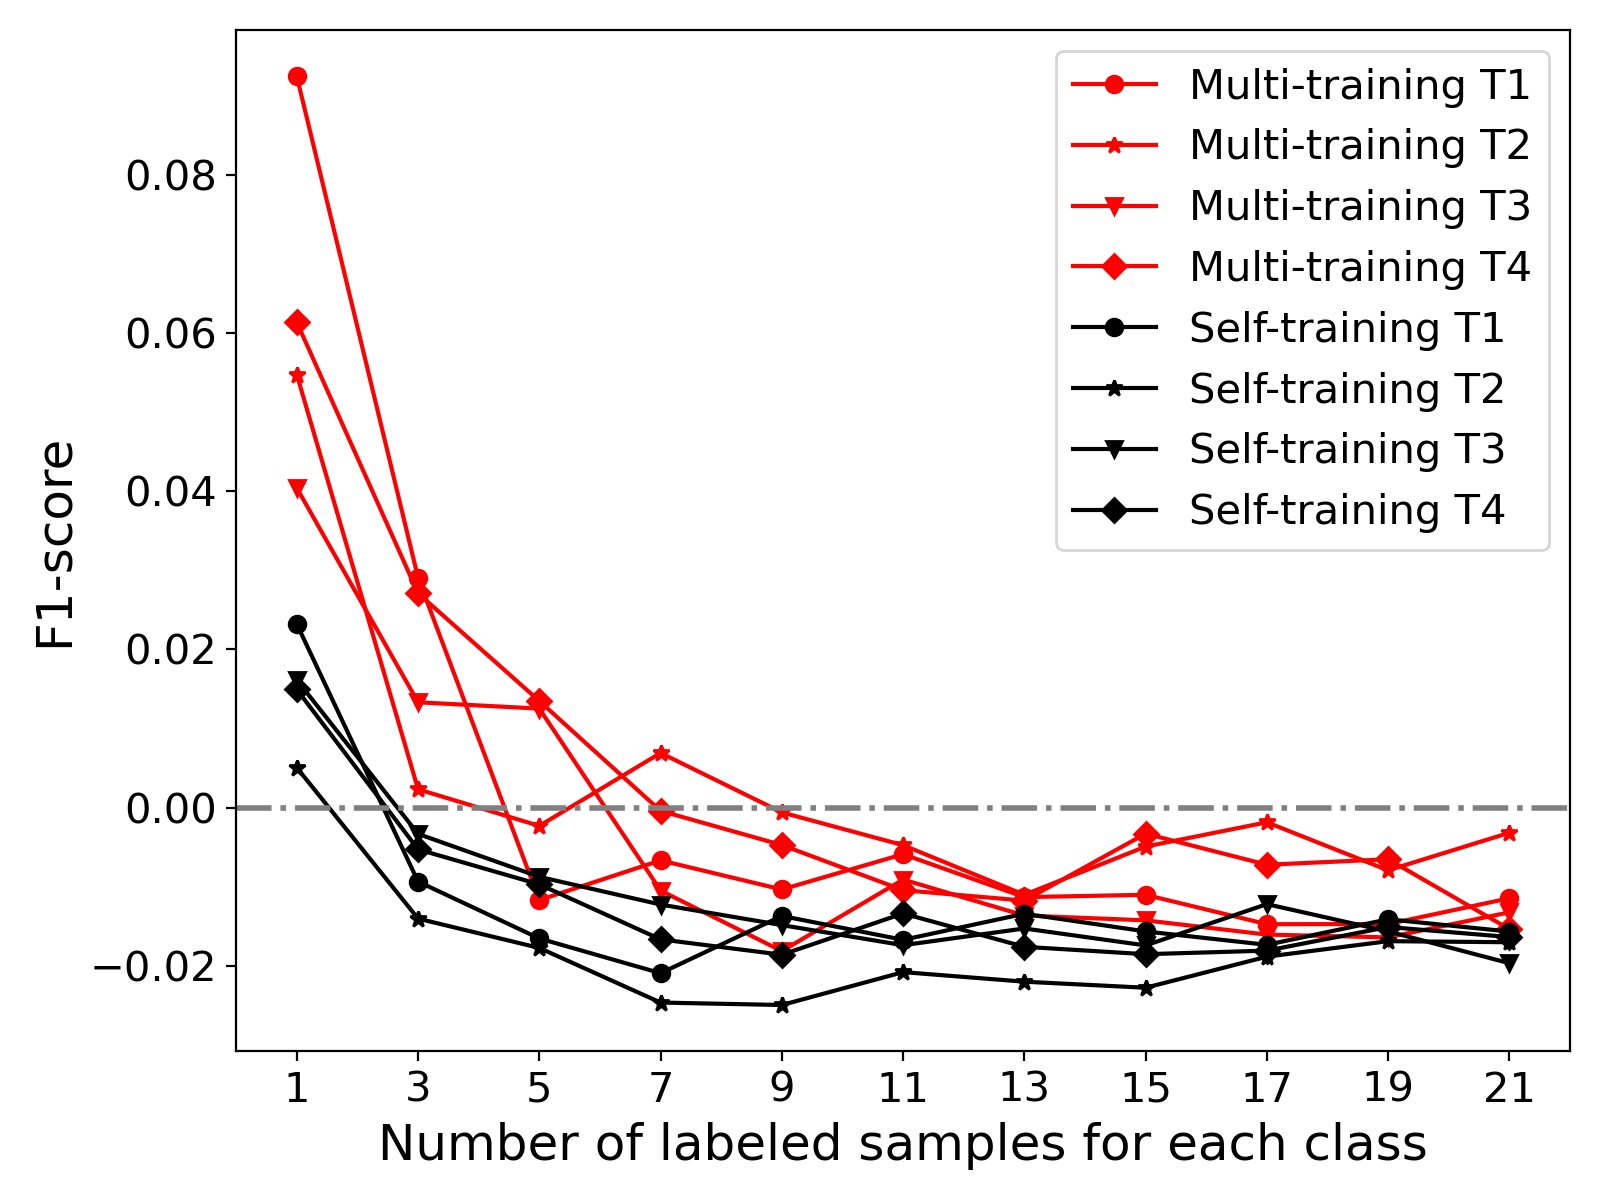 Multi-training T1
Multi-training T2
Multi-training T3
Multi-training T4
Self-training T1
Self-training T2
Self-training T3
Self-training T4
F1-score
0.08
0.06
0.04
0.02
0.00
−0.02
1 3 5 7 9 11 13 15 17 19 21
Number of labeled samples for each class